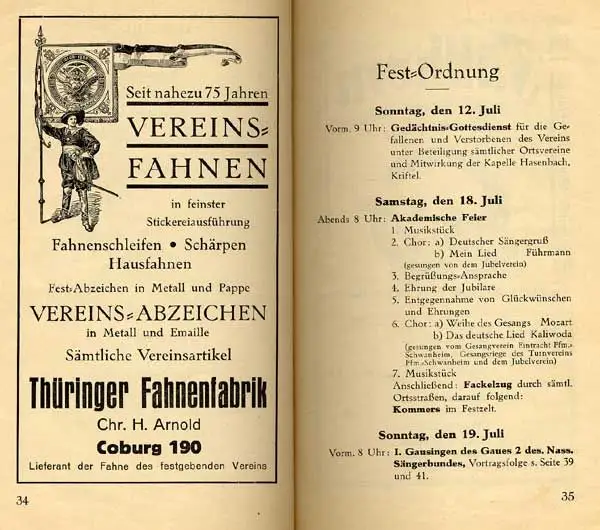 Seit nahezu 75 Jahren
VEREINS-
FAHNEN
in feinster
Stickereiausführung
Fahnenschleifen • Schärpen
Hausfahnen
Fest-Abzeichen in Metall und Pappe
VEREINS-ABZEICHEN
in Metall und Emaille
Sämtliche Vereinsartikel
Thüringer Fahnenfabrik
Chr. H. Arnold
Coburg 190
Lieferant der Fahne des festgebenden Vereins
34
Fest-Ordnung
Sonntag, den 12. Juli
Vorm. 9 Uhr: Gedächtnis-Gottesdienst für die Ge-
fallenen und Verstorbenen des Vereins
unter Beteiligung sämtlicher Ortsvereine
und Mitwirkung der Kapelle Hasenbach,
Kriftel.
Samstag, den 18. Juli
Abends 8 Uhr: Akademische Feier
1. Musikstück
2. Chor: a) Deutscher Sängergruß
b) Mein Lied Führmann
(gesungen von dem Jubelverein)
3. Begrüßungs-Ansprache
4. Ehrung der Jubilare
5. Entgegennahme von Glückwünschen
und Ehrungen
6. Chor: a) Weihe des Gesangs Mozart
b) Das deutsche Lied Kaliwoda
(gesungen vom Gesangverein Eintracht Pfm.-
Schwanheim, Gesangsriege des Turnvereins
Pfm.-Schwanheim und dem Jubelverein)
7. Musikstück
Anschließend: Fackelzug durch sämtl.
Ortsstraßen, darauf folgend:
Kommers im Festzelt.
Sonntag, den 19. Juli
Vorm. 8 Uhr: I. Gausingen des Gaues 2 des. Nass.
Sängerbundes, Vortragsfolge s. Seite 39
und 41.
35